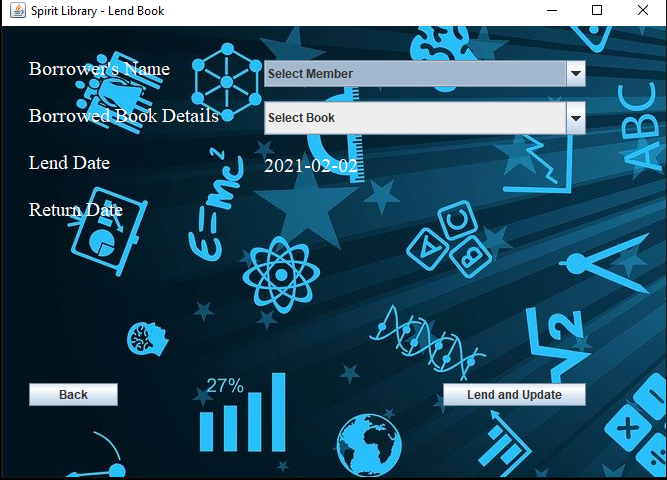 Spirit Library - Lend Book
Borrower's Name
Select Member
Borrowed Book Details
Select Book
ABC
Lend Date
2021-02-02
E=mc²
Return Date
A C B
√2
27%
Back
Lend and Update